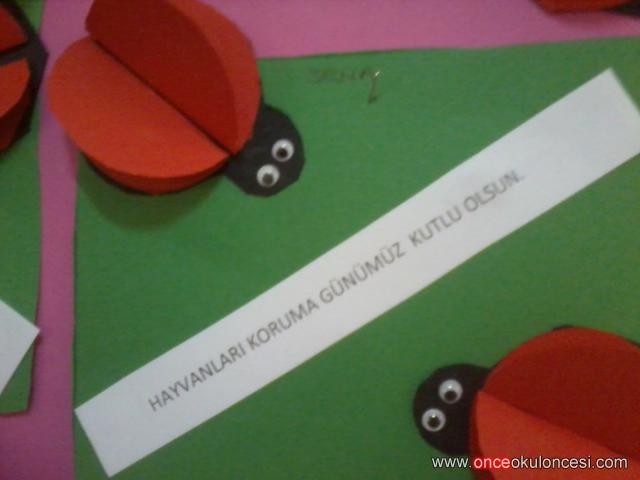 HAYVANLARI KORUMA GÜNÜMÜZ KUTLU OLSUN.
www.onceokuloncesi.com